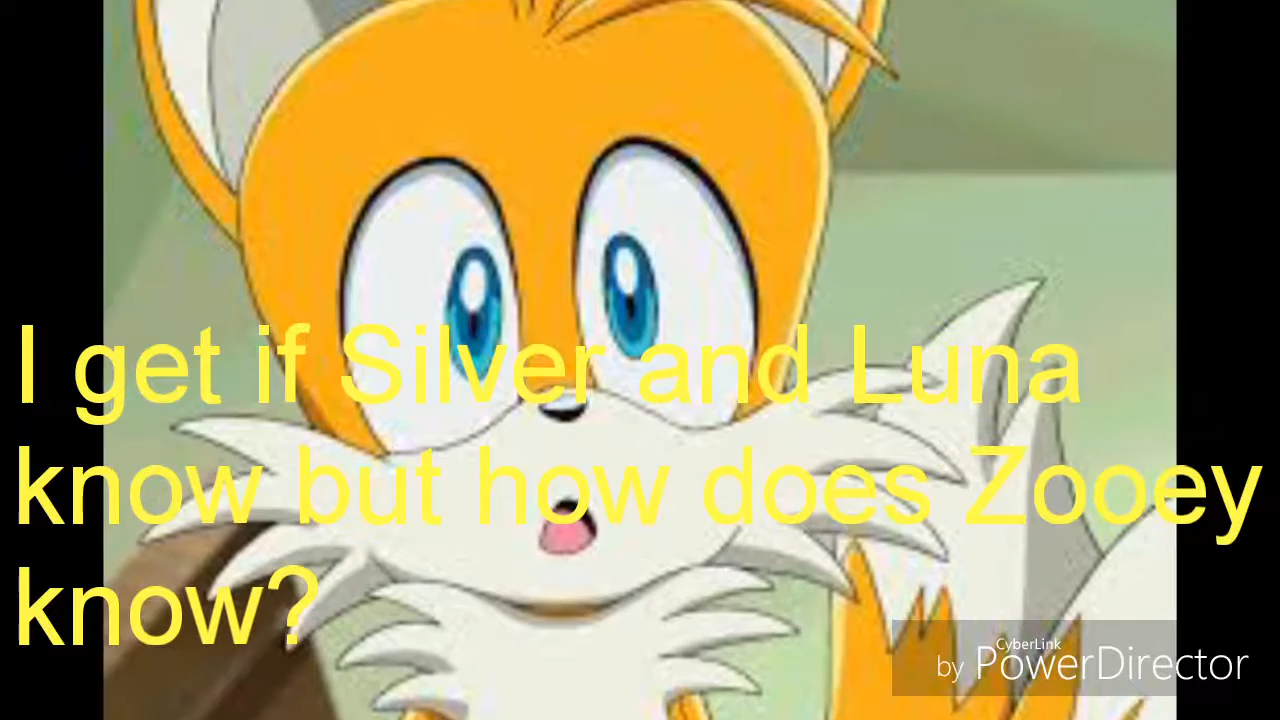 I get if Silver and Luna
know but how does Zooey
know?
CyberLink
by PowerDirector